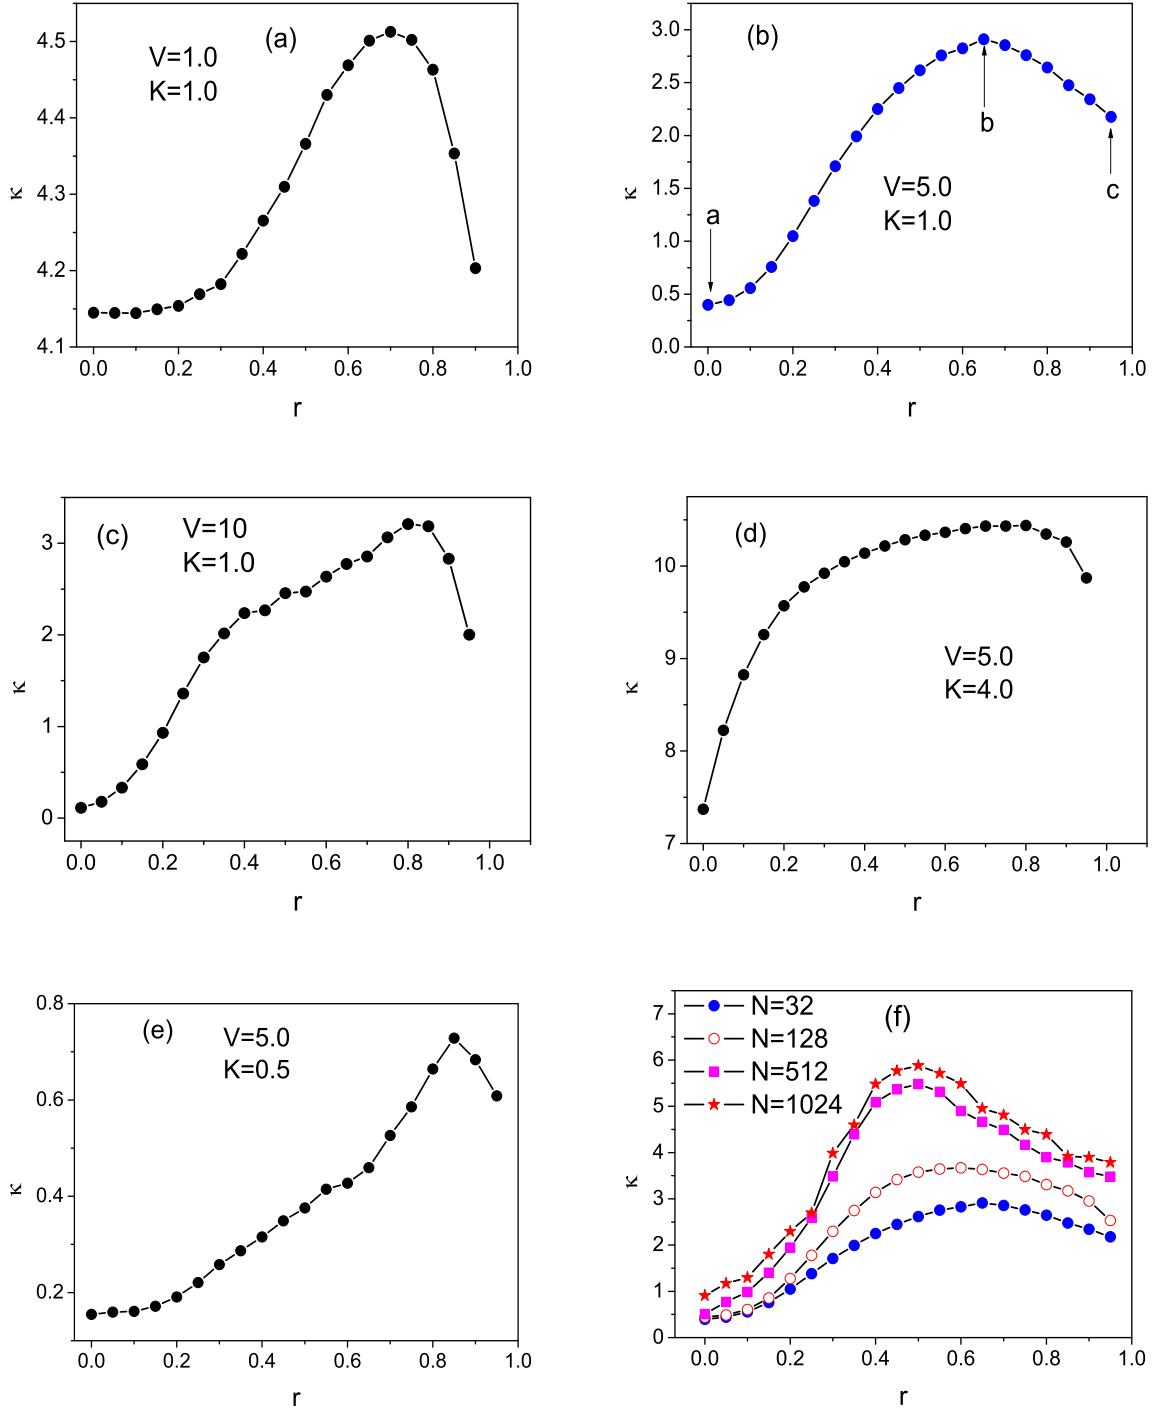 (a)
V=1.0
K=1.0
4.5
4.4
4.3
4.2
4.1
κ
0.0 0.2 0.4 0.6 0.8 1.0
r
(b)
3.0
2.5
2.0
1.5
1.0
0.5
0.0
κ
V=5.0
K=1.0
a
b
c
0.0 0.2 0.4 0.6 0.8 1.0
r
(c)
V=10
K=1.0
3
2
1
0
κ
0.0 0.2 0.4 0.6 0.8 1.0
r
(d)
10
9
8
7
κ
V=5.0
K=4.0
0.0 0.2 0.4 0.6 0.8 1.0
r
(e)
V=5.0
K=0.5
0.8
0.6
0.4
0.2
κ
0.0 0.2 0.4 0.6 0.8 1.0
r
(f)
N=32
N=128
N=512
N=1024
7
6
5
4
3
2
1
0
κ
0.0 0.2 0.4 0.6 0.8 1.0
r